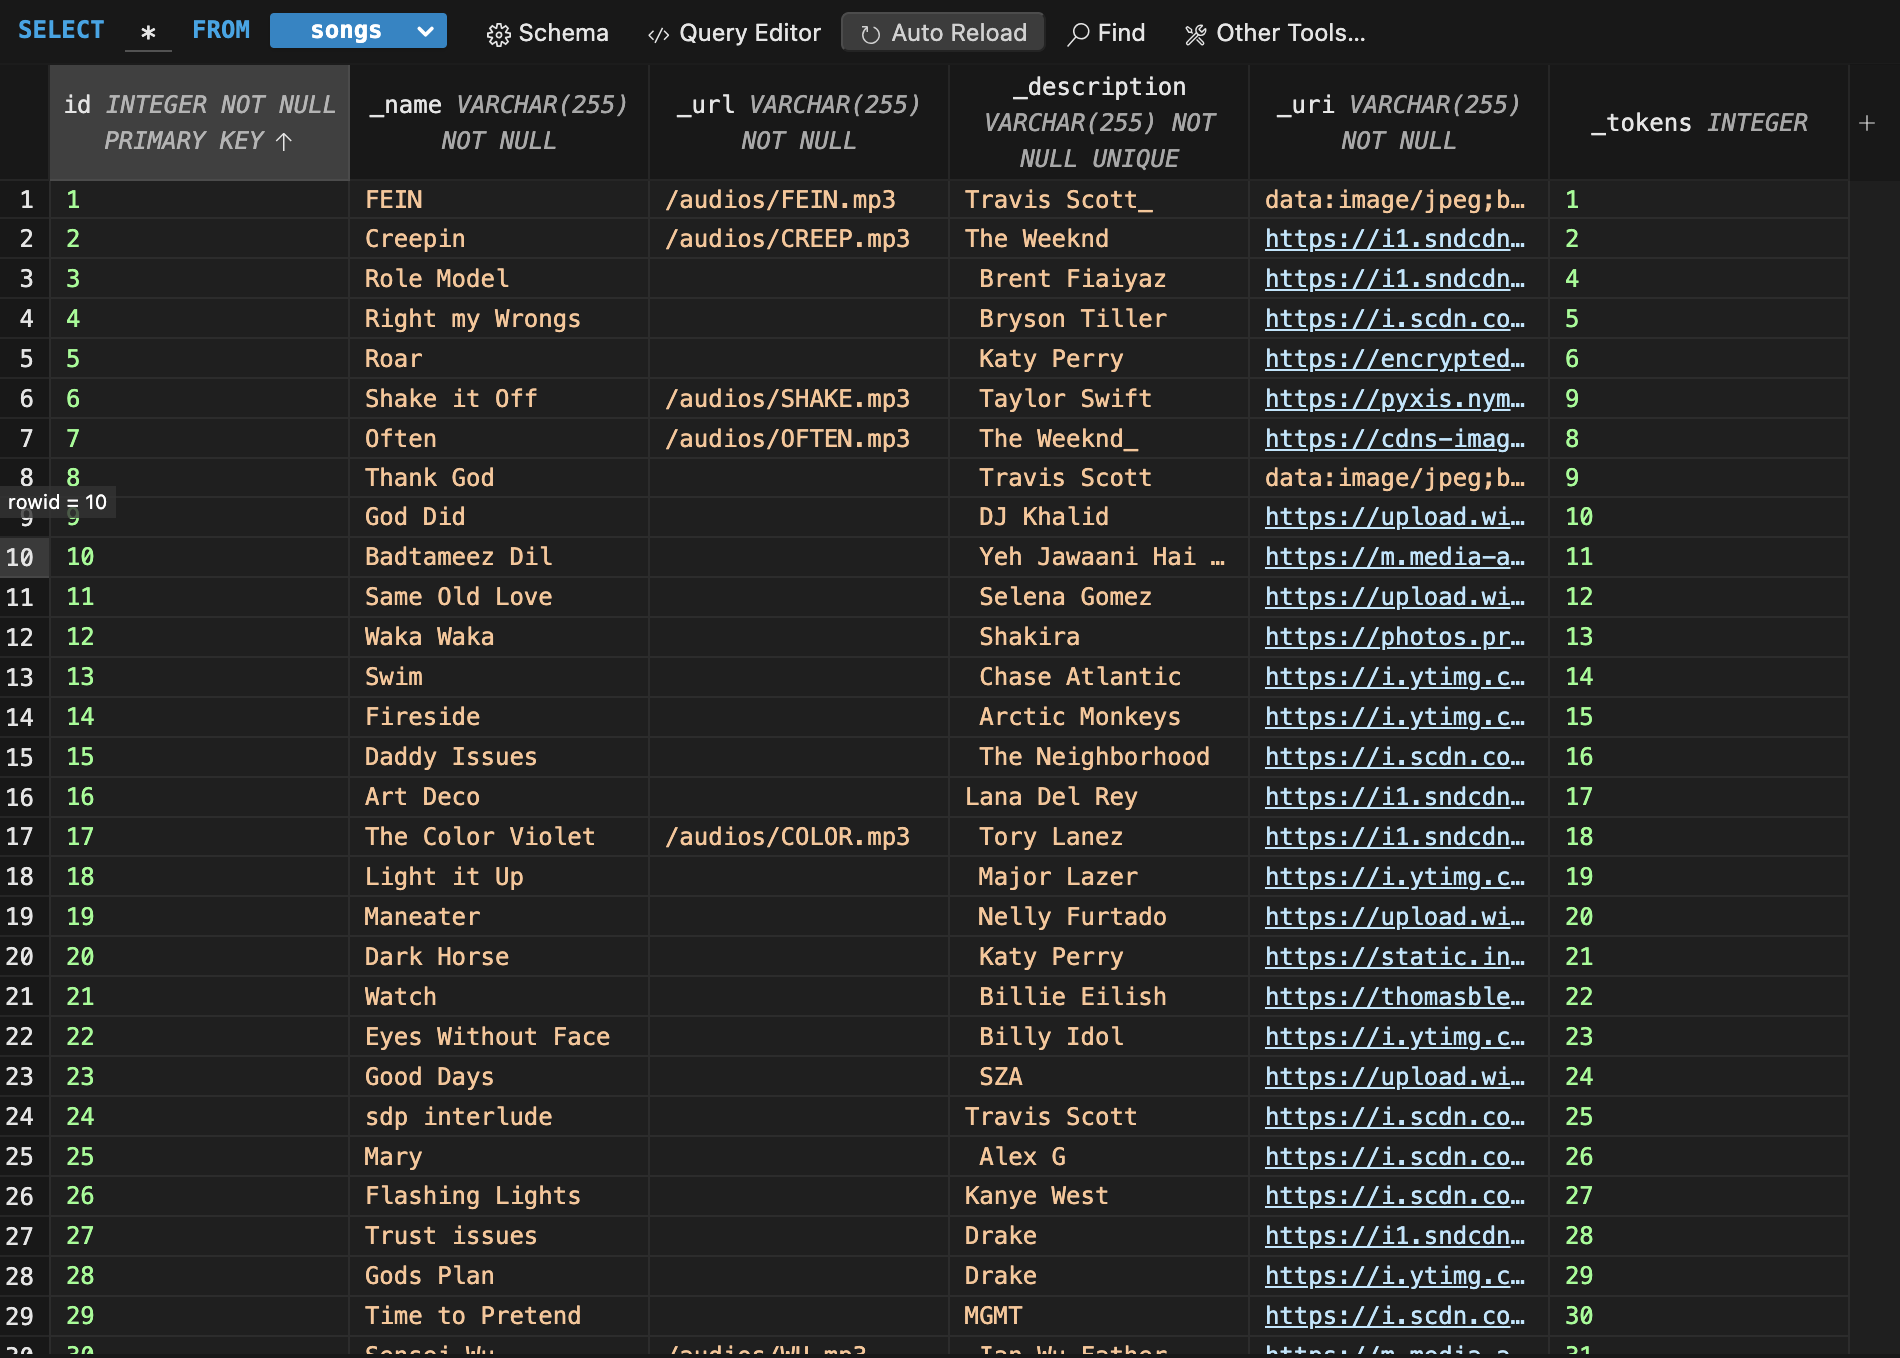 SELECT * FROM songs Schema </> Query Editor Auto Reload Find Other Tools...
id INTEGER NOT NULL PRIMARY KEY ↑
_name VARCHAR(255) NOT NULL
_url VARCHAR(255) NOT NULL
_description VARCHAR(255) NOT NULL UNIQUE
_uri VARCHAR(255) NOT NULL
_tokens INTEGER
+
1 1 FEIN /audios/FEIN.mp3 Travis Scott_ data:image/jpeg;b… 1
2 2 Creepin /audios/CREEP.mp3 The Weeknd https://i1.sndcdn… 2
3 3 Role Model Brent Fiaiyaz https://i1.sndcdn… 4
4 4 Right my Wrongs Bryson Tiller https://i.scdn.co… 5
5 5 Roar Katy Perry https://encrypted… 6
6 6 Shake it Off /audios/SHAKE.mp3 Taylor Swift https://pyxis.nym… 9
7 7 Often /audios/OFTEN.mp3 The Weeknd_ https://cdns-imag… 8
8 8 Thank God Travis Scott data:image/jpeg;b… 9
rowid = 10
9 9 God Did DJ Khalid https://upload.wi… 10
10 10 Badtameez Dil Yeh Jawaani Hai … https://m.media-a… 11
11 11 Same Old Love Selena Gomez https://upload.wi… 12
12 12 Waka Waka Shakira https://photos.pr… 13
13 13 Swim Chase Atlantic https://i.ytimg.c… 14
14 14 Fireside Arctic Monkeys https://i.ytimg.c… 15
15 15 Daddy Issues The Neighborhood https://i.scdn.co… 16
16 16 Art Deco Lana Del Rey https://i1.sndcdn… 17
17 17 The Color Violet /audios/COLOR.mp3 Tory Lanez https://i1.sndcdn… 18
18 18 Light it Up Major Lazer https://i.ytimg.c… 19
19 19 Maneater Nelly Furtado https://upload.wi… 20
20 20 Dark Horse Katy Perry https://static.in… 21
21 21 Watch Billie Eilish https://thomasble… 22
22 22 Eyes Without Face Billy Idol https://i.ytimg.c… 23
23 23 Good Days SZA https://upload.wi… 24
24 24 sdp interlude Travis Scott https://i.scdn.co… 25
25 25 Mary Alex G https://i.scdn.co… 26
26 26 Flashing Lights Kanye West https://i.scdn.co… 27
27 27 Trust issues Drake https://i1.sndcdn… 28
28 28 Gods Plan Drake https://i.ytimg.c… 29
29 29 Time to Pretend MGMT https://i.scdn.co… 30
30 30 Sensei Wu /audios/WU.mp3 Ian Wu Father https://m.media-a… 31